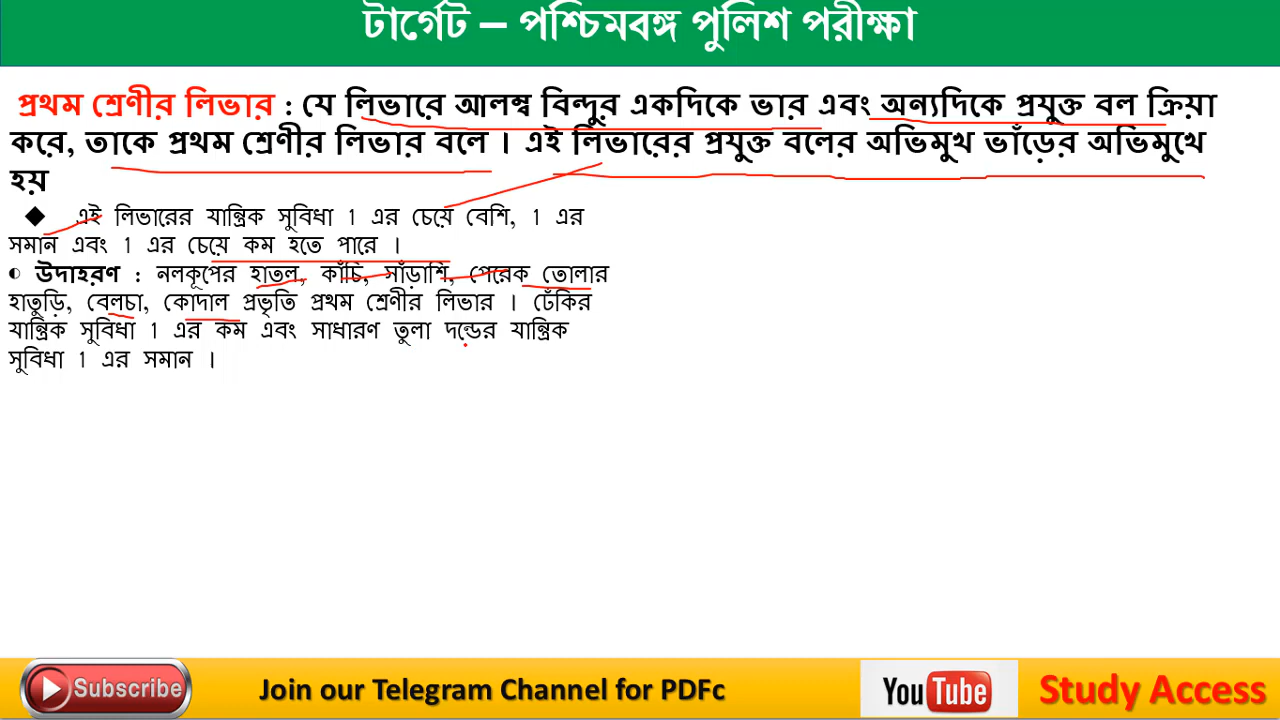 টার্গেট – পশ্চিমবঙ্গ পুলিশ পরীক্ষা
প্রথম শ্রেণীর লিভার : যে লিভারে আলম্ব বিন্দুর একদিকে ভার এবং অন্যদিকে প্রযুক্ত বল ক্রিয়া
করে, তাকে প্রথম শ্রেণীর লিভার বলে । এই লিভারের প্রযুক্ত বলের অভিমুখ ভাঁড়ের অভিমুখে
হয়
◆ এই লিভারের যান্ত্রিক সুবিধা 1 এর চেয়ে বেশি, 1 এর
সমান এবং 1 এর চেয়ে কম হতে পারে ।
উদাহরণ : নলকূপের হাতল, কাঁচি, সাঁড়াশি, পেরেক তোলার
হাতুড়ি, বেলচা, কোদাল প্রভৃতি প্রথম শ্রেণীর লিভার । ঢেঁকির
যান্ত্রিক সুবিধা 1 এর কম এবং সাধারণ তুলা দন্ডের যান্ত্রিক
সুবিধা 1 এর সমান ।
Subscribe Join our Telegram Channel for PDFc YouTube Study Access